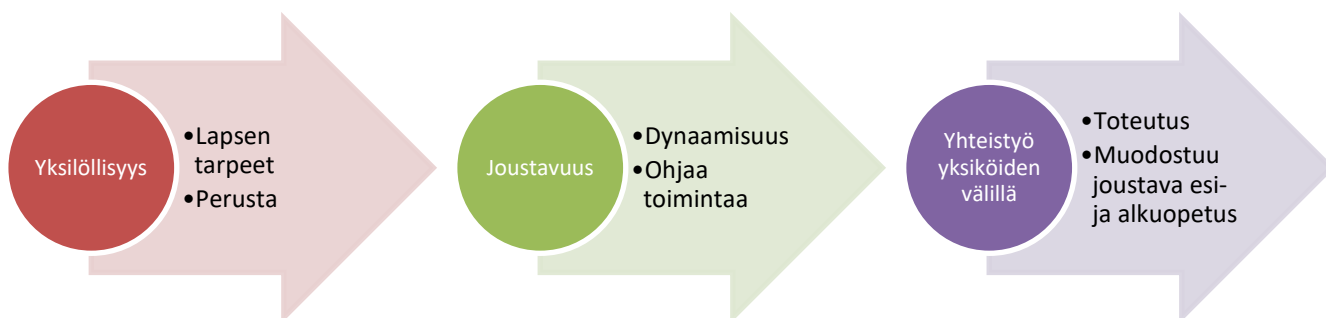 Yksilöllisyys
•Lapsen
tarpeet
•Perusta
Joustavuus
•Dynaamisuus
•Ohjaa
toimintaa
Yhteistyö
yksiköiden
välillä
•Toteutus
•Muodostuu
joustava esi-
ja alkuopetus